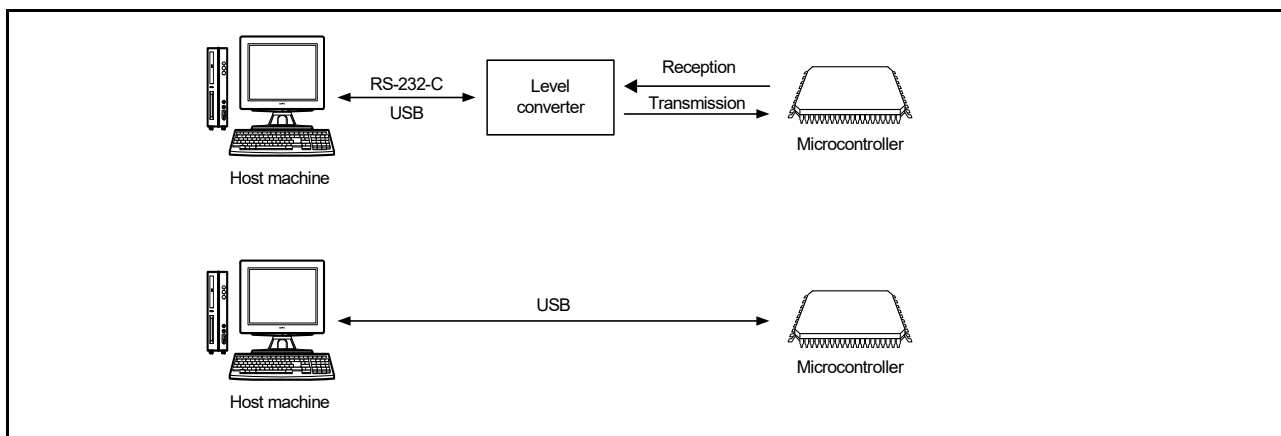 RS-232-C
USB
Level
converter
Reception
Transmission
Microcontroller
Host machine
USB
Microcontroller
Host machine